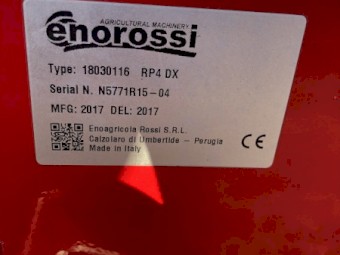 AGRICULTURAL MACHINERY
enorossi
Type: 18030116 RP4 DX
Serial N. N5771R15-04
MFG: 2017 DEL: 2017
Enoagricola Rossi S.R.L.
Calzolaro di Umbertide - Perugia
Made in Italy CE